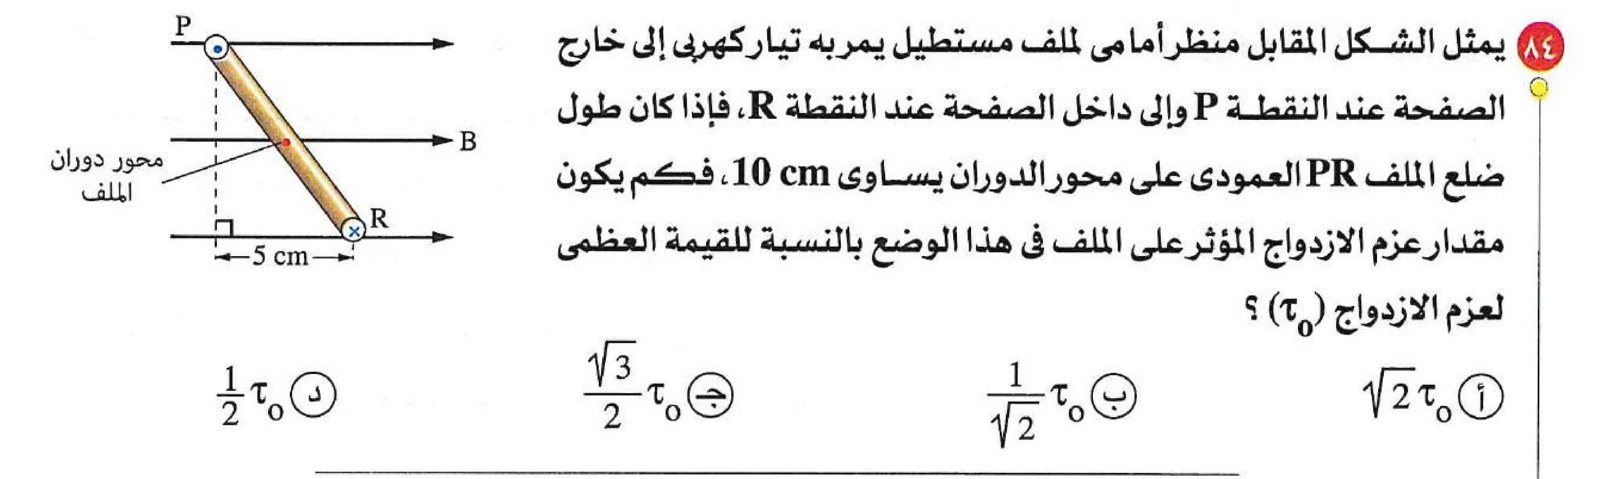 ٨٤ يمثل الشكل المقابل منظر أمامى لملف مستطيل يمر به تيار كهربى إلى خارج
الصفحة عند النقطة P وإلى داخل الصفحة عند النقطة R، فإذا كان طول
ضلع الملف PR العمودى على محور الدوران يساوى 10 cm، فكم يكون
مقدار عزم الازدواج المؤثر على الملف فى هذا الوضع بالنسبة للقيمة العظمى
لعزم الازدواج (τ₀) ؟
أ √2 τ₀
ب 1/√2 τ₀
جـ √3/2 τ₀
د 1/2 τ₀
P
B
محور دوران
الملف
R
5 cm